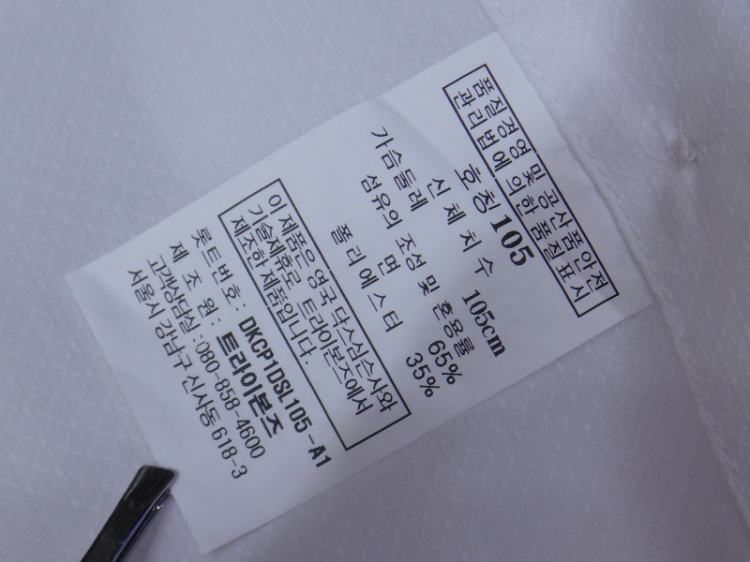 품질경영 및 공산품안전
관리법에 의한 품질표시
호칭 105
신체치수
가슴둘레 105cm
섬유의 조성 및 혼용률
면 65%
폴리에스터 35%
이 제품은 영국 닥스심슨사와
기술제휴로 트라이본즈에서
제조한 제품입니다.
롯트번호 : DKCP1DSL105-A1
제 조 원 : 트라이본즈
고객상담실 : 080-858-4600
서울시 강남구 신사동 618-3